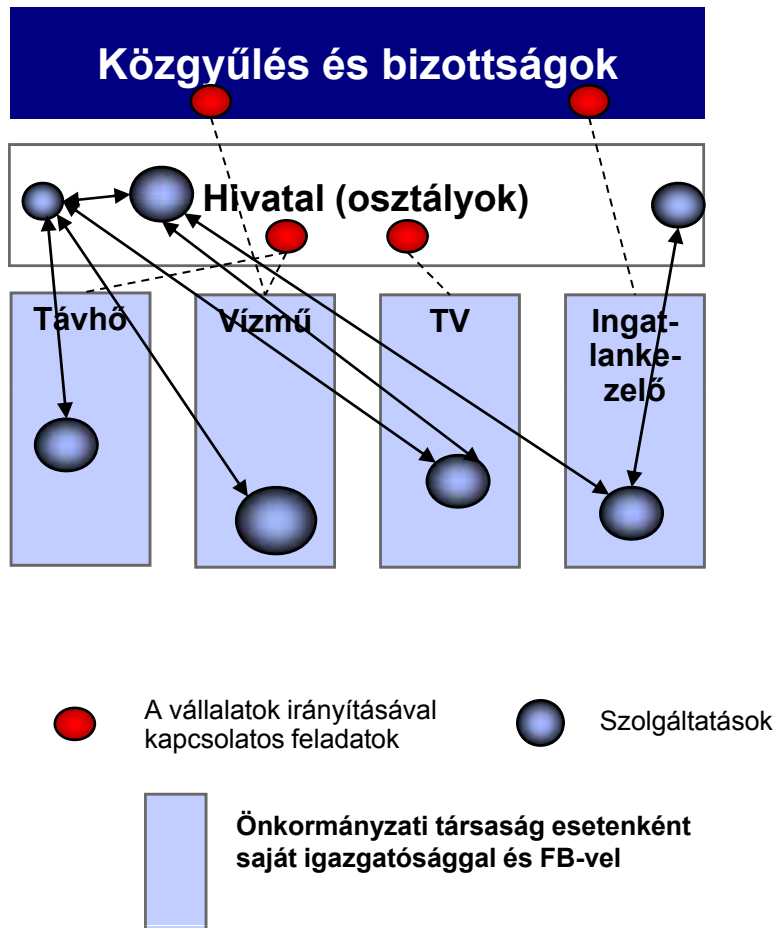 Közgyűlés és bizottságok
Hivatal (osztályok)
Távhő
Vízmű
TV
Ingat-
lanke-
zelő
A vállalatok irányításával
kapcsolatos feladatok
Szolgáltatások
Önkormányzati társaság esetenként
saját igazgatósággal és FB-vel